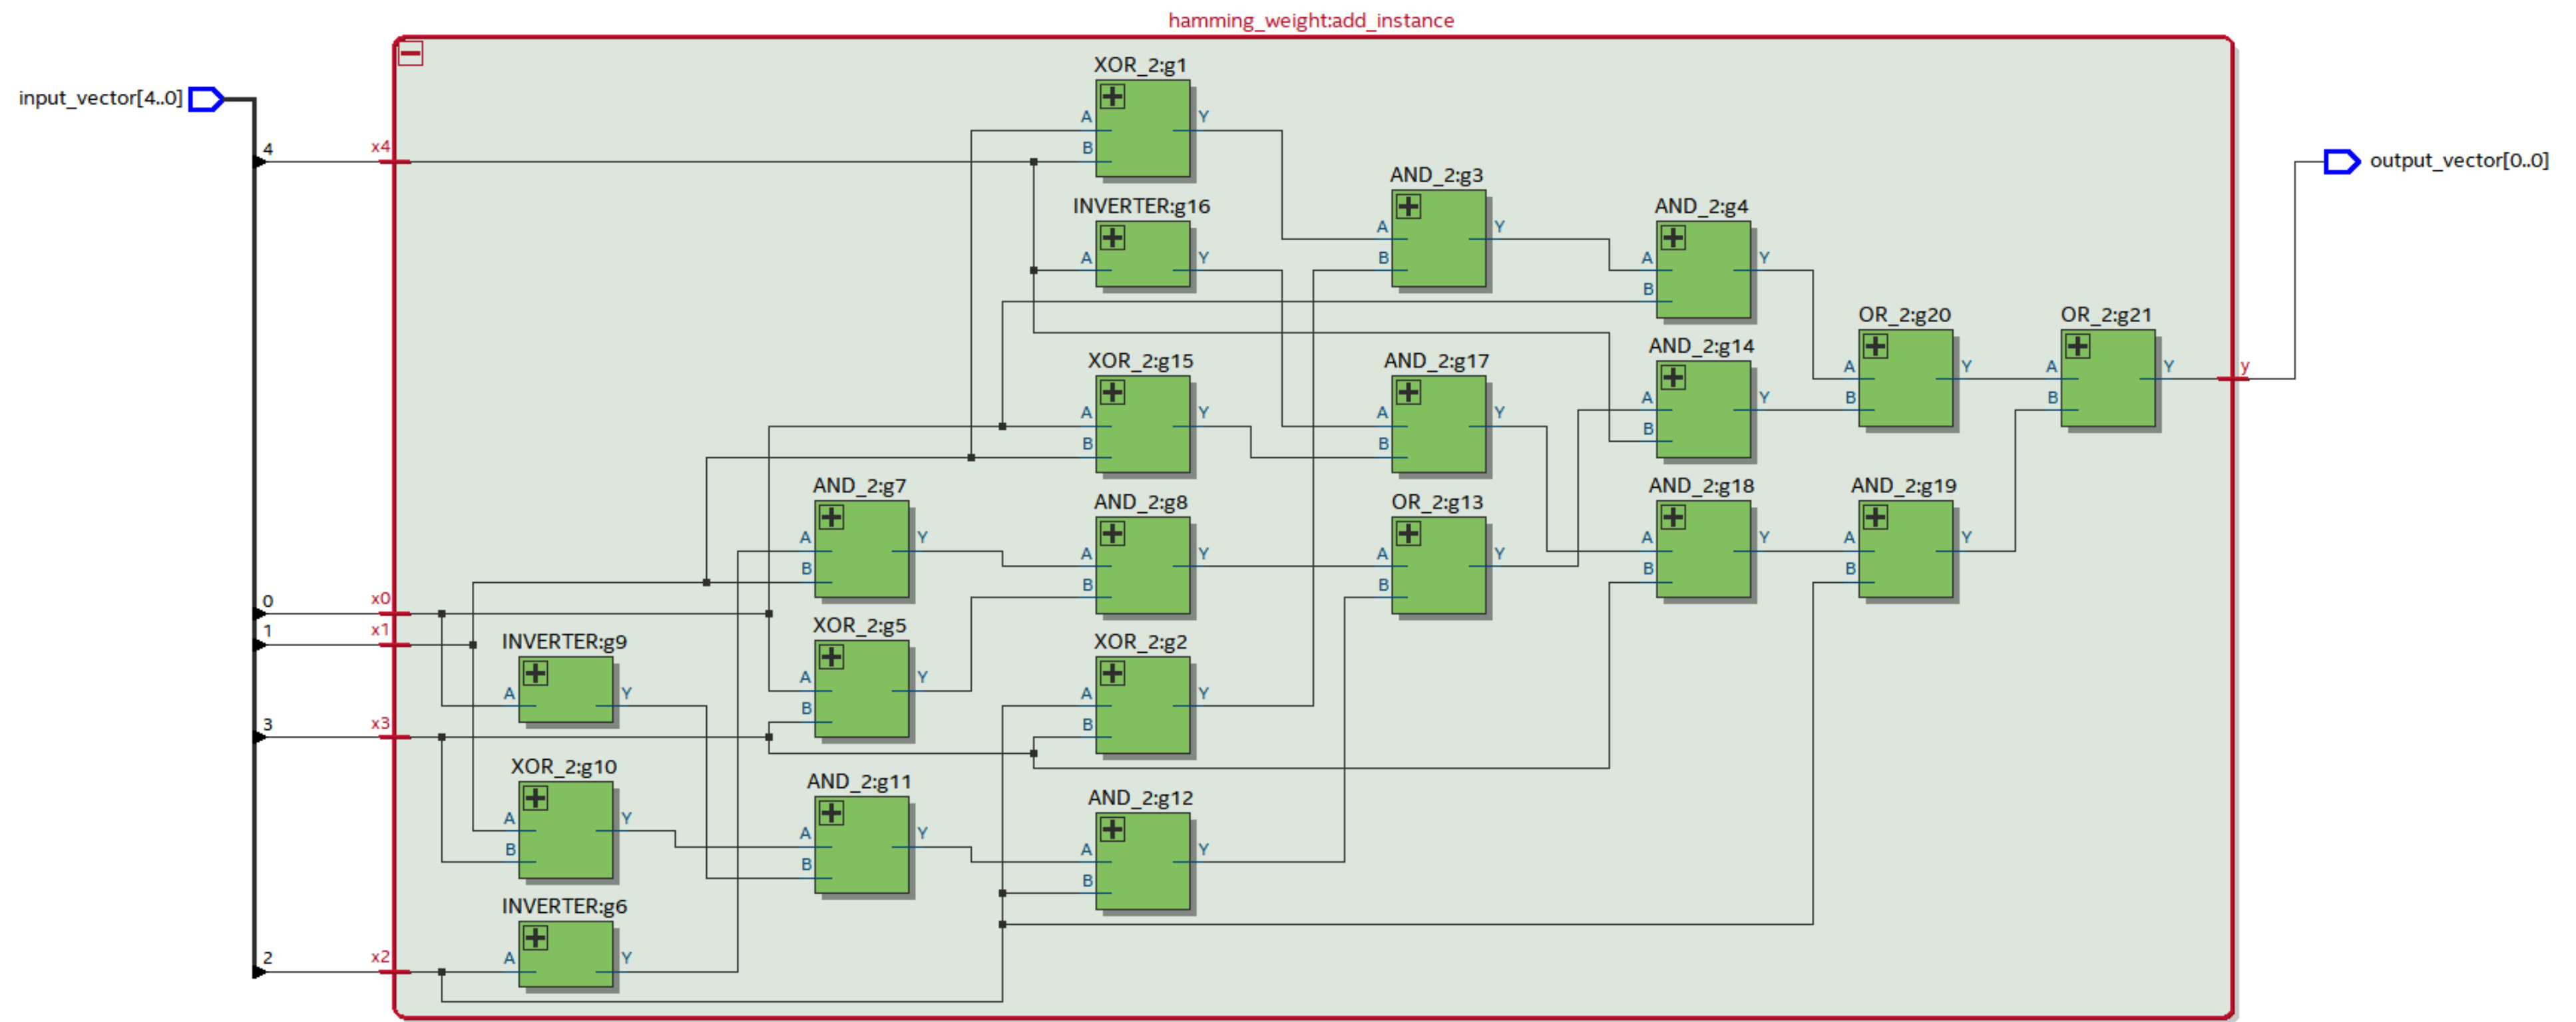 hamming_weight:add_instance
input_vector[4..0]
4
x4
XOR_2:g1
A
B
Y
INVERTER:g16
A
Y
AND_2:g3
A
B
Y
AND_2:g4
A
B
Y
output_vector[0..0]
XOR_2:g15
A
B
Y
AND_2:g17
A
B
Y
AND_2:g14
A
B
Y
OR_2:g20
A
B
Y
OR_2:g21
A
B
Y
y
AND_2:g7
A
B
Y
AND_2:g8
A
B
Y
OR_2:g13
A
B
Y
AND_2:g18
A
B
Y
AND_2:g19
A
B
Y
0
x0
1
x1
INVERTER:g9
A
Y
XOR_2:g5
A
B
Y
XOR_2:g2
A
B
Y
3
x3
XOR_2:g10
A
B
Y
AND_2:g11
A
B
Y
AND_2:g12
A
B
Y
INVERTER:g6
A
Y
2
x2